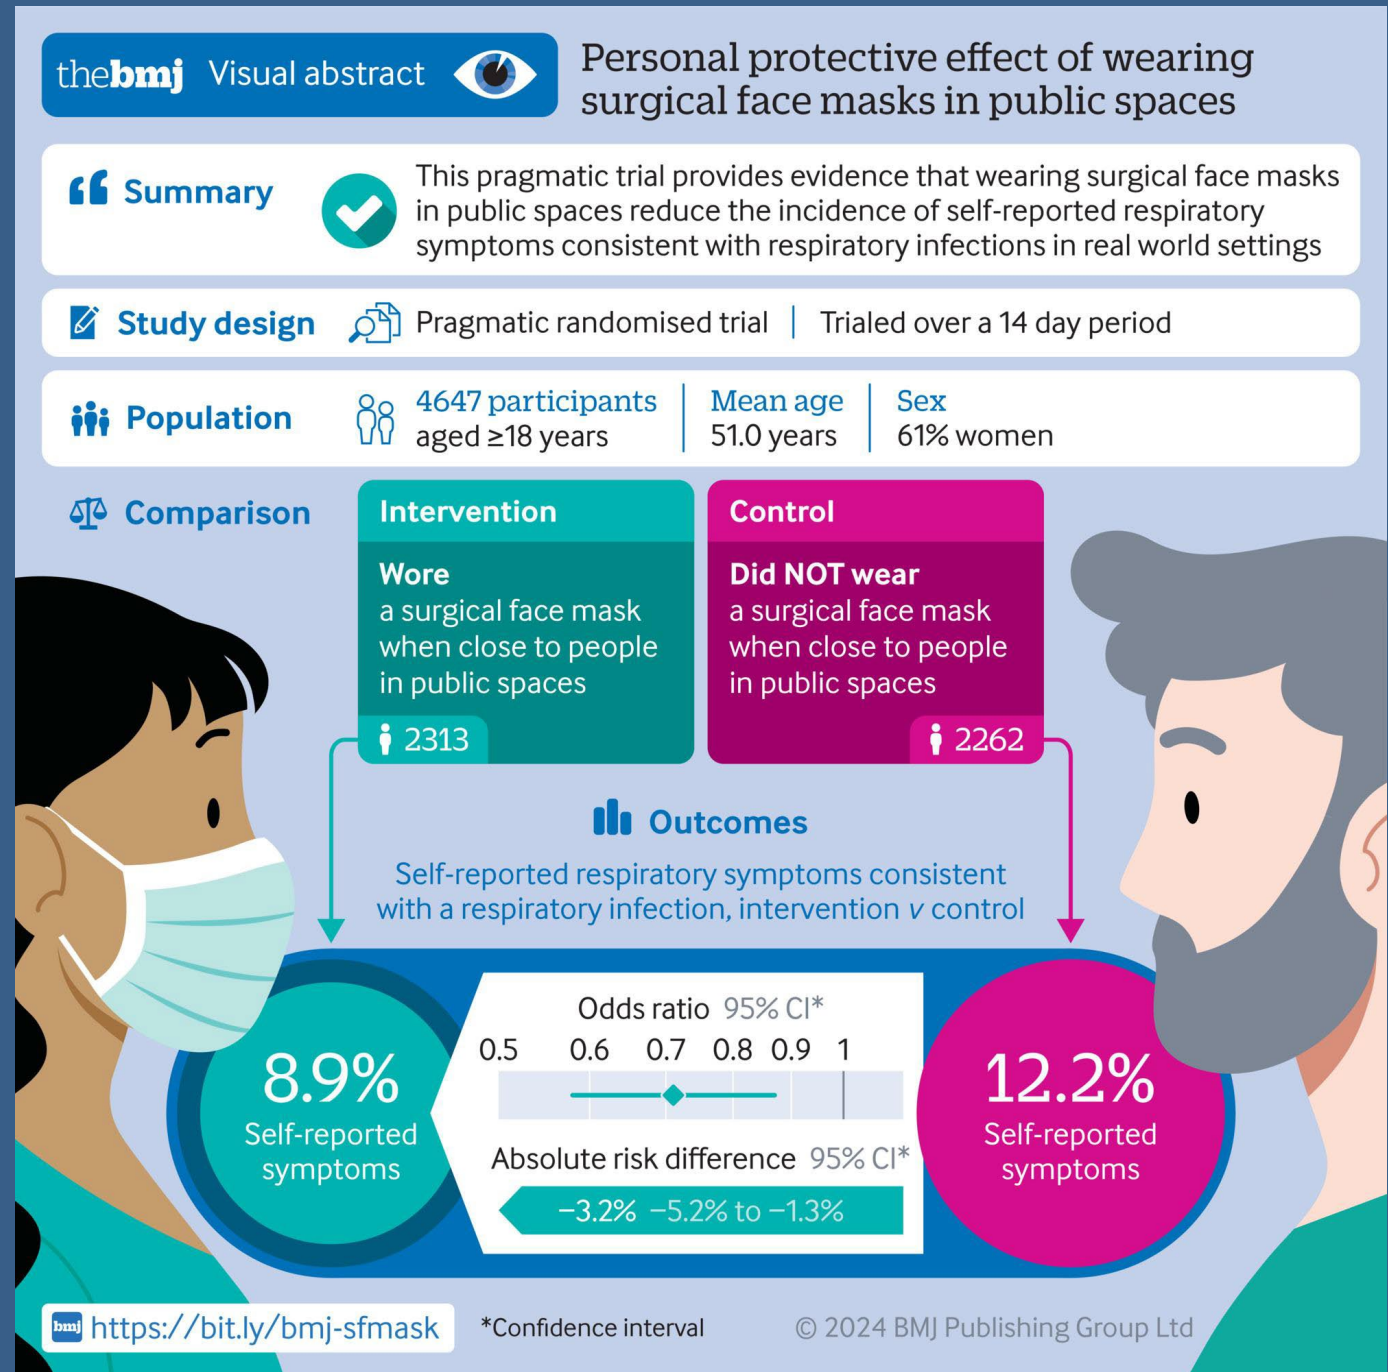 thebmj Visual abstract
Personal protective effect of wearing
surgical face masks in public spaces
Summary
This pragmatic trial provides evidence that wearing surgical face masks
in public spaces reduce the incidence of self-reported respiratory
symptoms consistent with respiratory infections in real world settings
Study design
Pragmatic randomised trial | Trialed over a 14 day period
Population
4647 participants
aged ≥18 years
Mean age
51.0 years
Sex
61% women
Comparison
Intervention
Wore
a surgical face mask
when close to people
in public spaces
2313
Control
Did NOT wear
a surgical face mask
when close to people
in public spaces
2262
Outcomes
Self-reported respiratory symptoms consistent
with a respiratory infection, intervention v control
8.9%
Self-reported
symptoms
Odds ratio 95% CI*
0.5 0.6 0.7 0.8 0.9 1
Absolute risk difference 95% CI*
−3.2% −5.2% to −1.3%
12.2%
Self-reported
symptoms
bmj https://bit.ly/bmj-sfmask
*Confidence interval
© 2024 BMJ Publishing Group Ltd